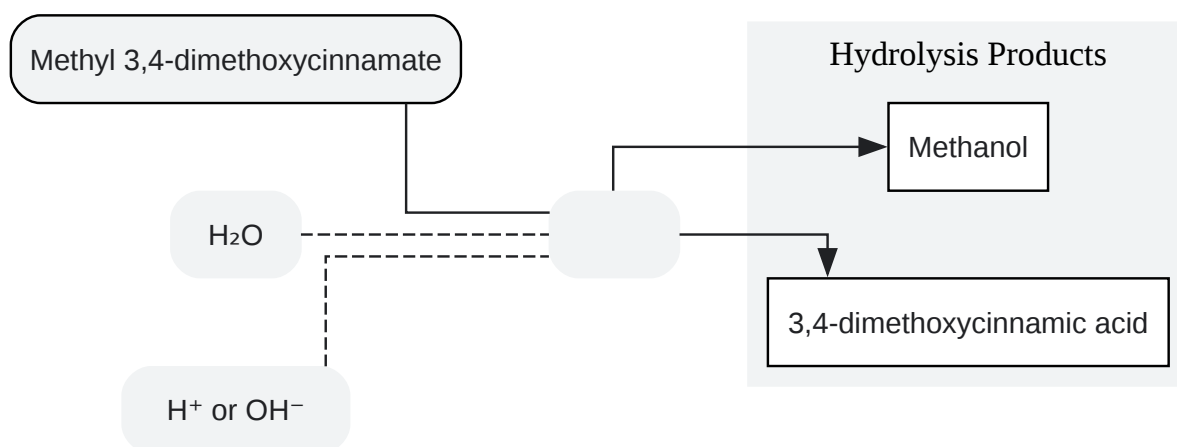 Methyl 3,4-dimethoxycinnamate
Hydrolysis Products
Methanol
H₂O
3,4-dimethoxycinnamic acid
H⁺ or OH⁻